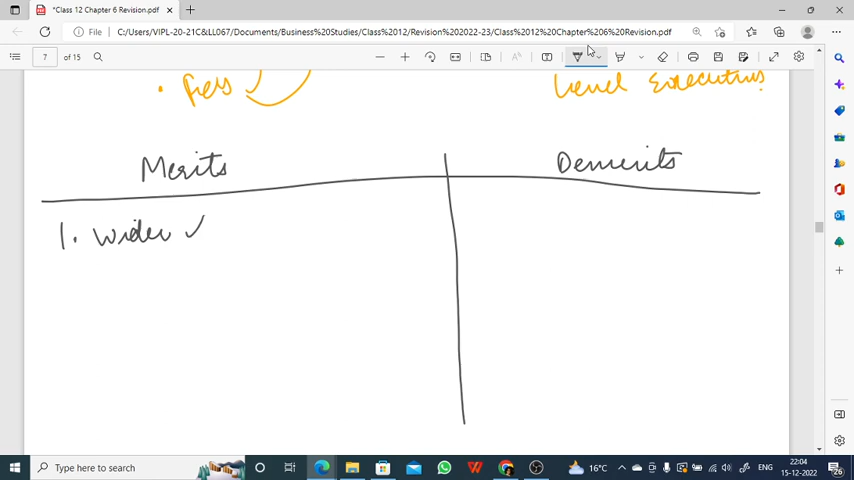 *Class 12 Chapter 6 Revision.pdf
File
C:/Users/VIPL-20-21C&LL067/Documents/Business%20Studies/Class%2012/Revision%202022-23/Class%2012%20Chapter%206%20Revision.pdf
7 of 15
Level Executives
Merits Demerits
1. Wider ✓
Type here to search
16°C
ENG
22:04
15-12-2022
26